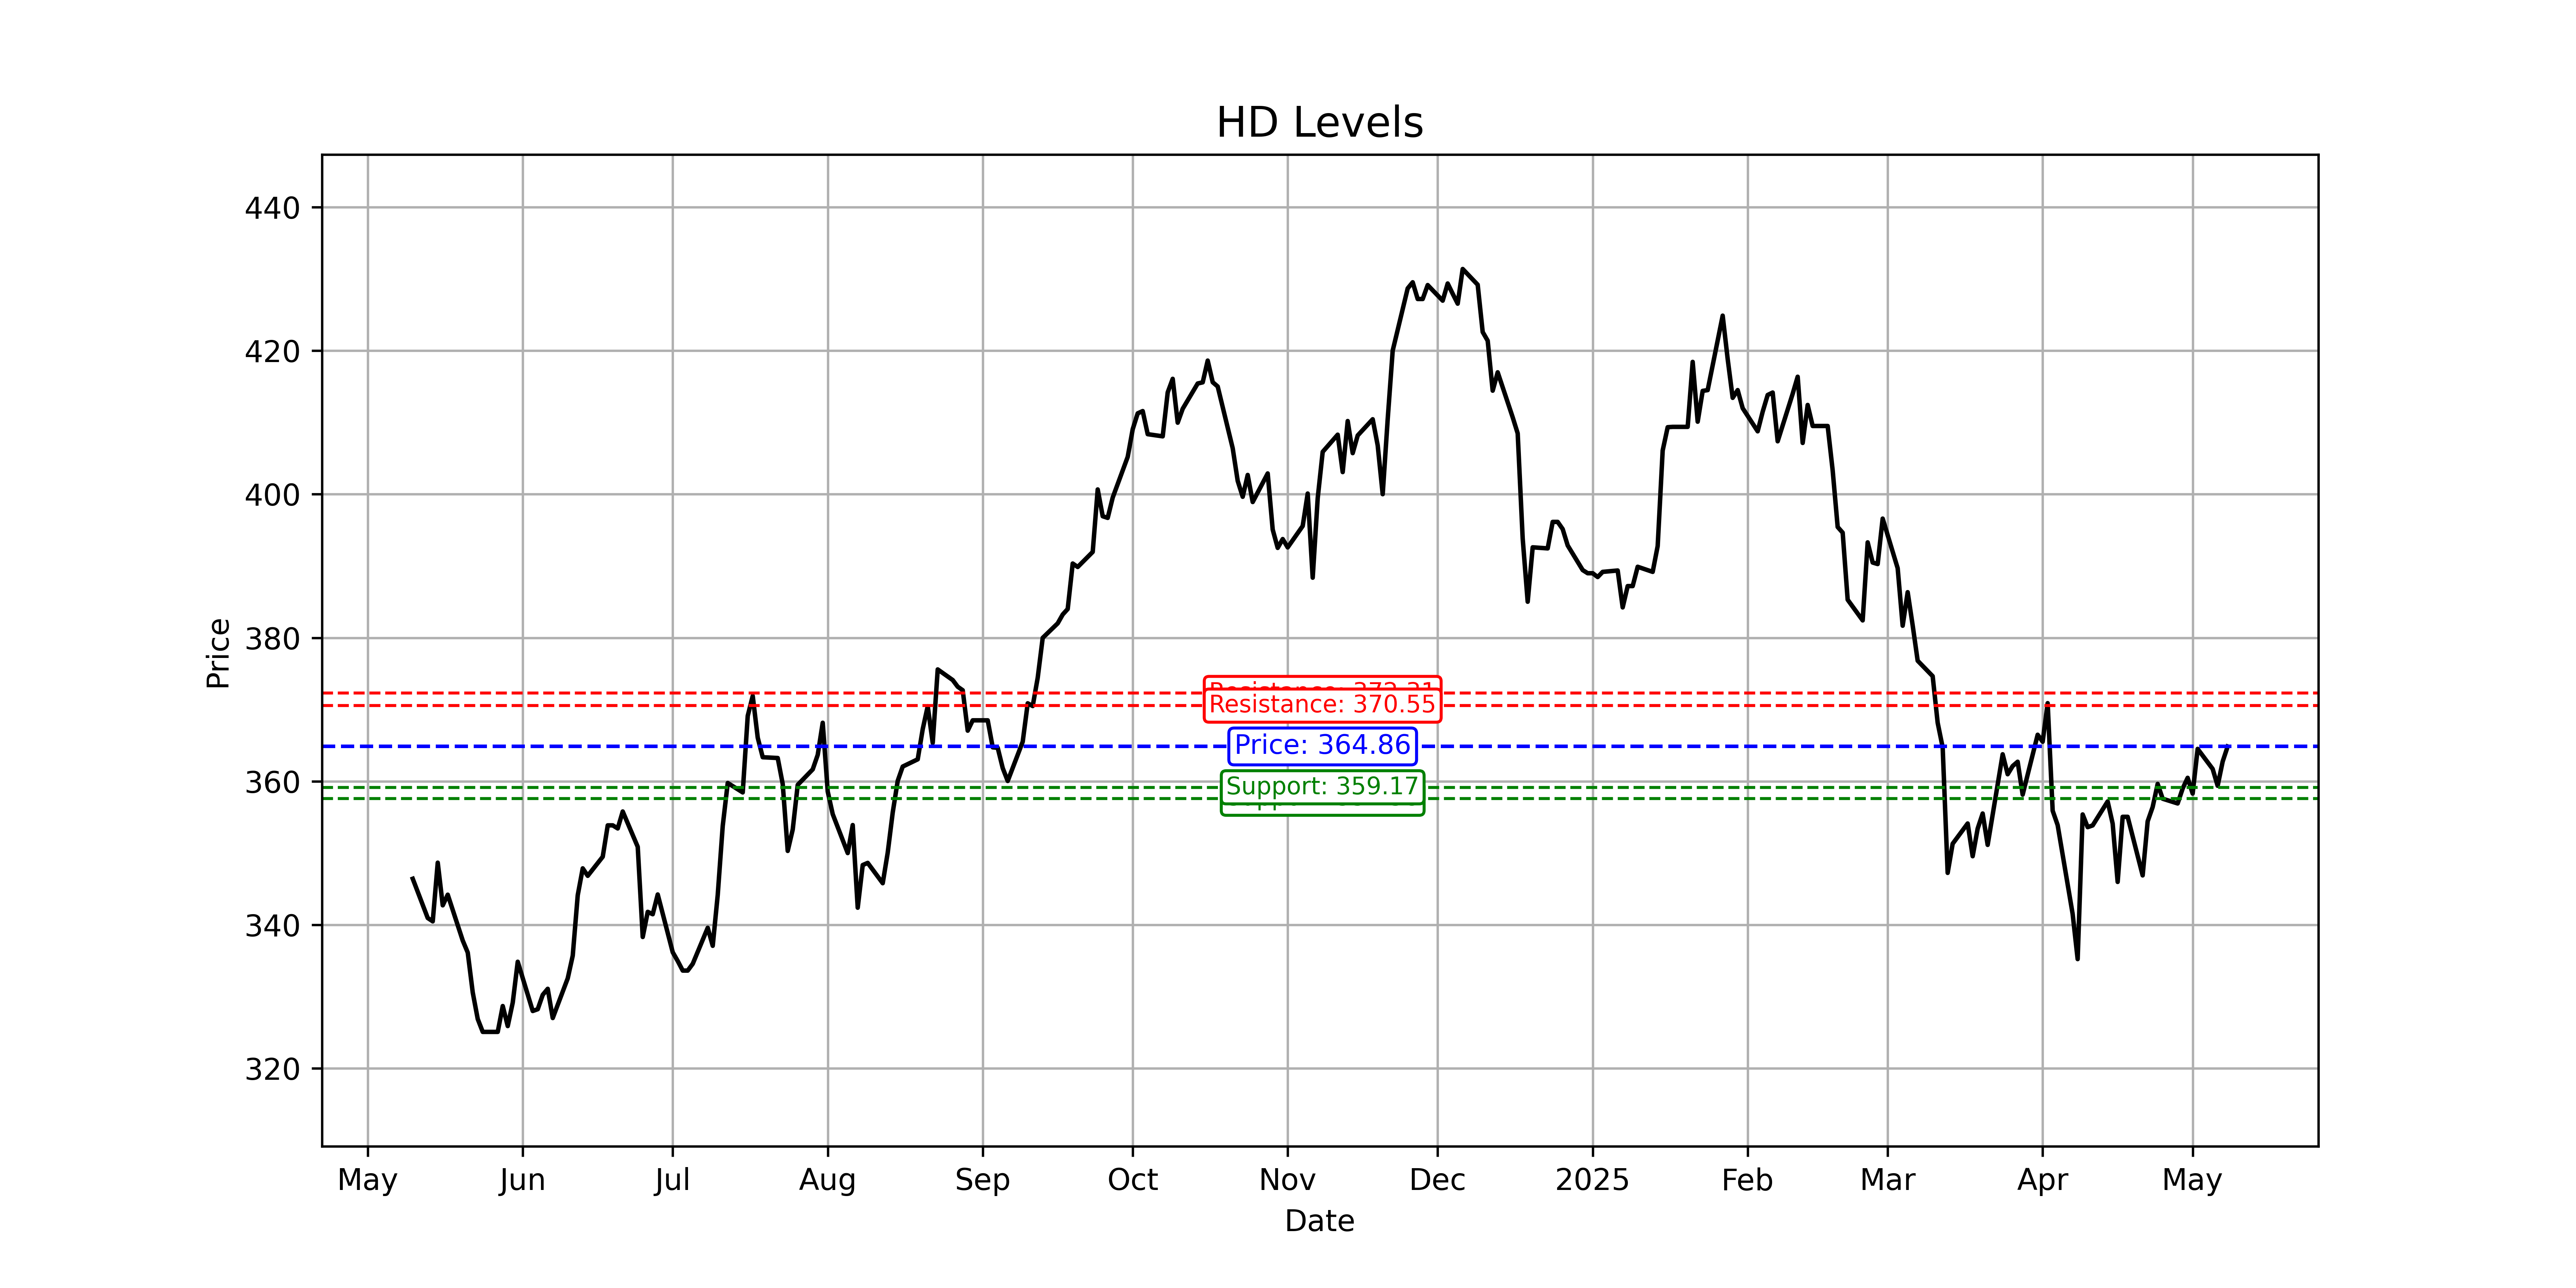 HD Levels
440
420
400
380
360
340
320
Price
Resistance: 370.55
Price: 364.86
Support: 359.17
May Jun Jul Aug Sep Oct Nov Dec 2025 Feb Mar Apr May
Date